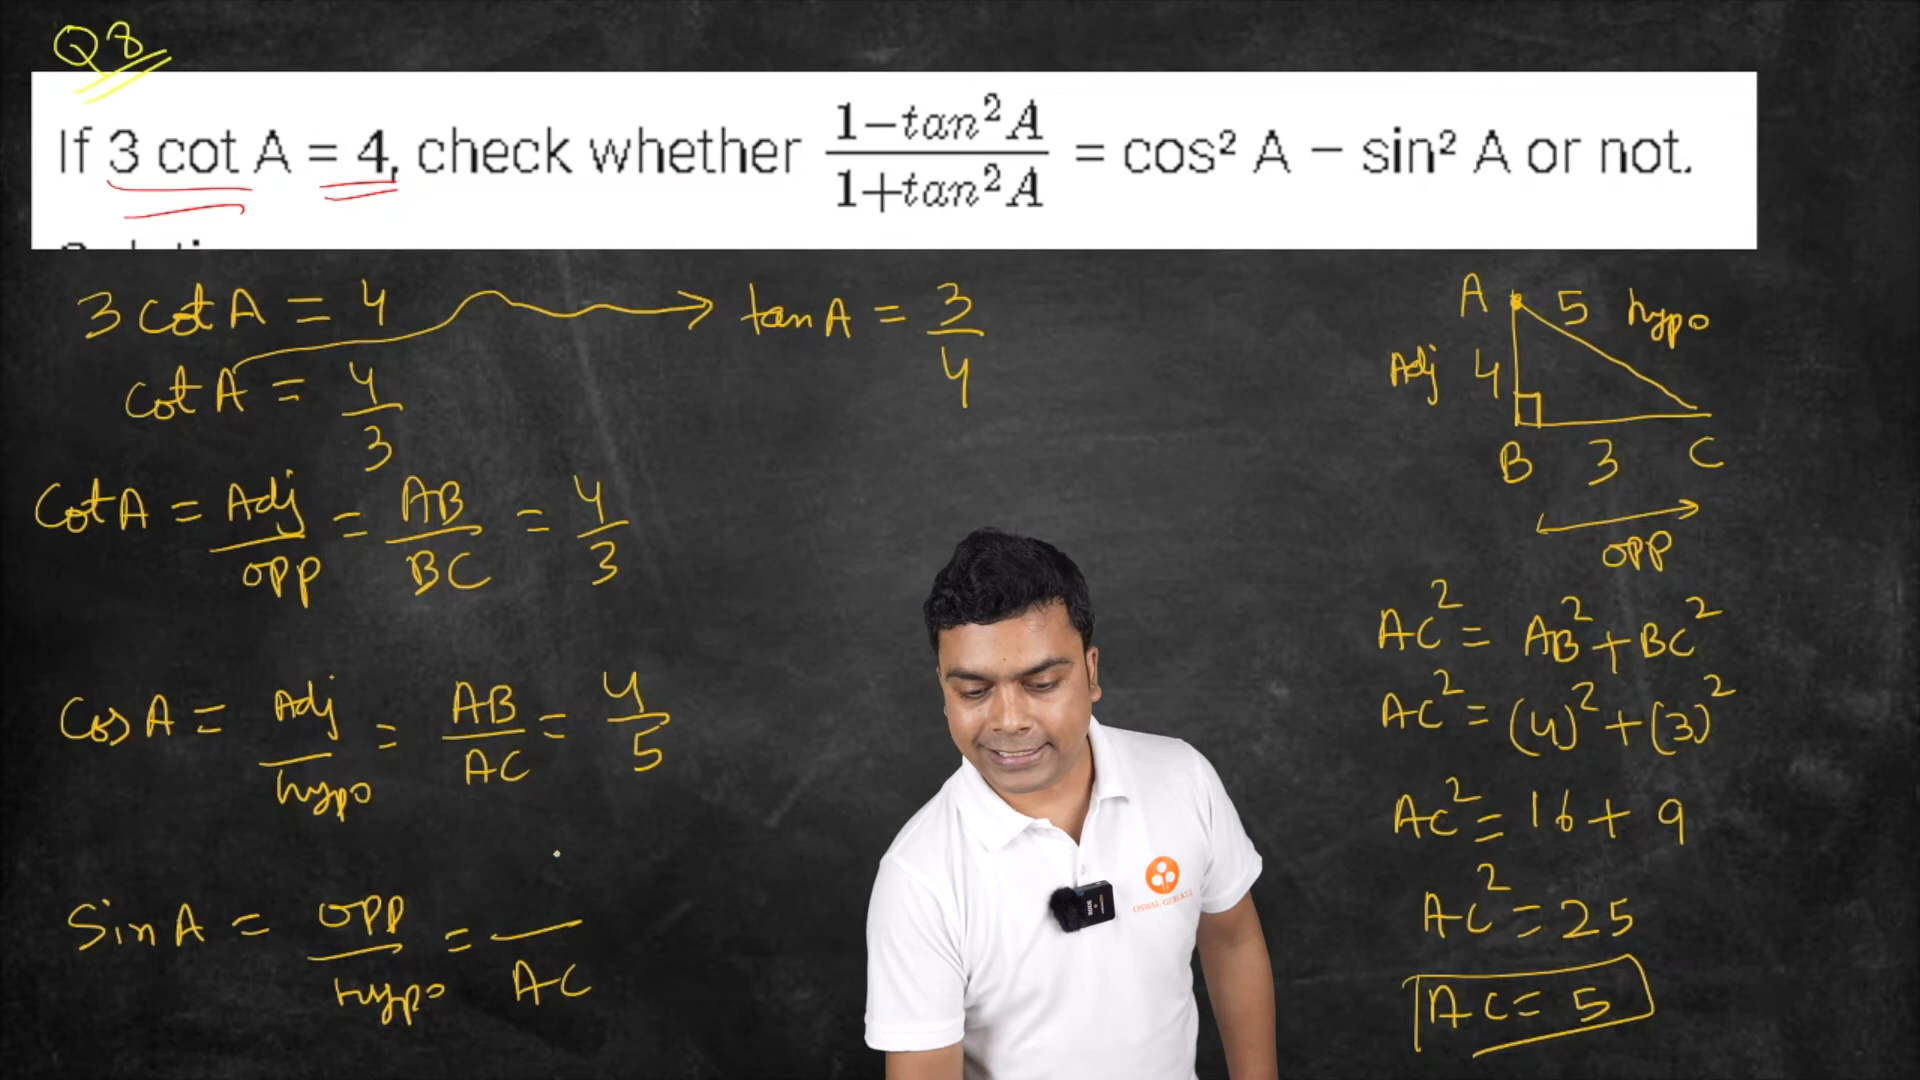 Q8
If 3 cot A = 4, check whether (1−tan²A)/(1+tan²A) = cos² A − sin² A or not.
3 cot A = 4 → tan A = 3/4
cot A = 4/3
Cot A = Adj/opp = AB/BC = 4/3
Cos A = Adj/hypo = AB/AC = 4/5
Sin A = opp/hypo = /AC
A 5 hypo
Adj 4
B 3 C
opp
AC² = AB² + BC²
AC² = (4)² + (3)²
AC² = 16 + 9
AC² = 25
AC = 5
OSWAL GURUKUL